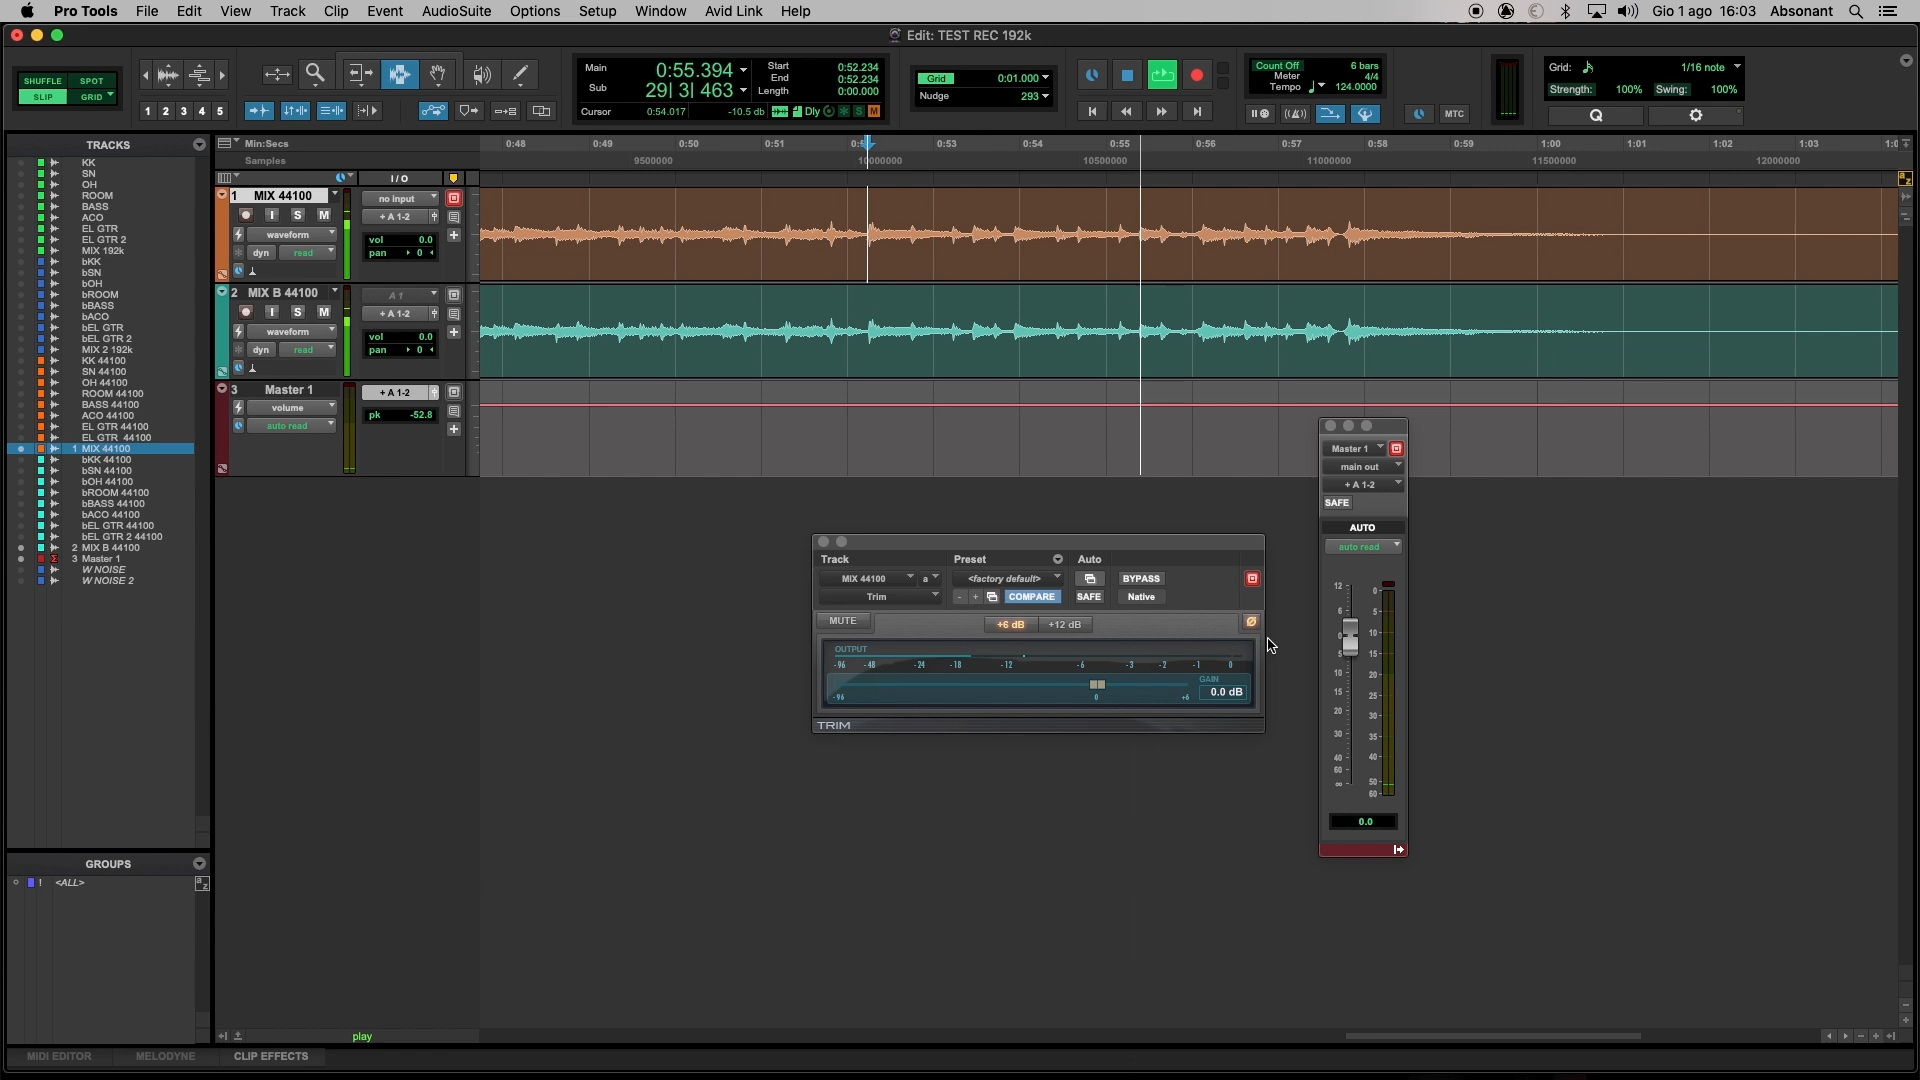 Pro Tools File Edit View Track Clip Event AudioSuite Options Setup Window Avid Link Help Gio 1 ago 16:03 Absonant
Edit: TEST REC 192k
SHUFFLE SPOT
SLIP GRID
1 2 3 4 5
Main 0:55.394
Sub 29| 3| 463
Start 0:52.234
End 0:52.234
Length 0:00.000
Cursor 0:54.017 -10.5 db Dly S M
Grid 0:01.000
Nudge 293
Count Off 6 bars
Meter 4/4
Tempo 124.0000
MTC
Grid: 1/16 note
Strength: 100% Swing: 100%
Q
TRACKS
KK
SN
OH
ROOM
BASS
ACO
EL GTR
EL GTR 2
MIX 192k
bKK
bSN
bOH
bROOM
bBASS
bACO
bEL GTR
bEL GTR 2
MIX 2 192k
KK 44100
SN 44100
OH 44100
ROOM 44100
BASS 44100
ACO 44100
EL GTR 44100
EL GTR 44100
1 MIX 44100
bKK 44100
bSN 44100
bOH 44100
bROOM 44100
bBASS 44100
bACO 44100
bEL GTR 44100
bEL GTR 2 44100
2 MIX B 44100
3 Master 1
W NOISE
W NOISE 2
GROUPS
! <ALL>
a z
Min:Secs 0:48 0:49 0:50 0:51 0:53 0:54 0:55 0:56 0:57 0:58 0:59 1:00 1:01 1:02 1:03
Samples 9500000 10000000 10500000 11000000 11500000 12000000
I / O
1 MIX 44100 no input
I S M + A 1-2
waveform vol 0.0
dyn read pan 0
2 MIX B 44100 A 1
I S M + A 1-2
waveform vol 0.0
dyn read pan 0
3 Master 1 + A 1-2
volume pk -52.8
auto read
Track Preset Auto
MIX 44100 a <factory default> BYPASS
Trim - + COMPARE SAFE Native
MUTE +6 dB +12 dB Ø
OUTPUT
-96 -48 -24 -18 -12 -6 -3 -2 -1 0
GAIN
0.0 dB
-96 0 +6
TRIM
Master 1
main out
+ A 1-2
SAFE
AUTO
auto read
12 6 0 5 10 15 20 30 40 60 ∞
0 5 10 15 20 25 30 35 40 50 60
0.0
play
MIDI EDITOR MELODYNE CLIP EFFECTS